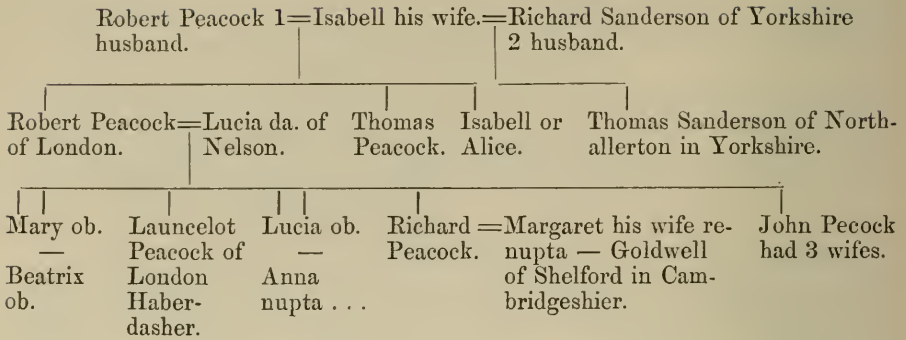 Robert Peacock 1=Isabell his wife.=Richard Sanderson of Yorkshire
husband. 2 husband.
Robert Peacock=Lucia da. of Thomas Isabell or Thomas Sanderson of North-
of London. Nelson. Peacock. Alice. allerton in Yorkshire.
Mary ob. Launcelot Lucia ob. Richard=Margaret his wife re- John Pecock
— Peacock of — Peacock. nupta — Goldwell had 3 wifes.
Beatrix London Anna of Shelford in Cam-
ob. Haber- nupta . . . bridgeshier.
dasher.